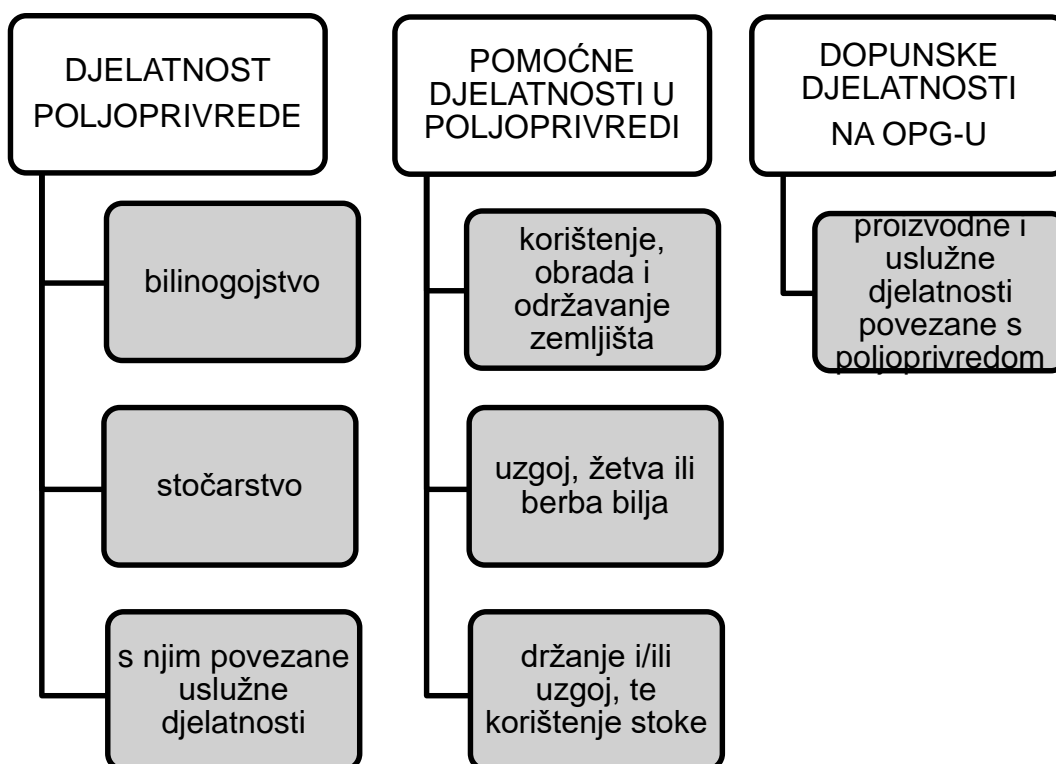 DJELATNOST
POLJOPRIVREDE
bilinogojstvo
stočarstvo
s njim povezane
uslužne
djelatnosti
POMOĆNE
DJELATNOSTI U
POLJOPRIVREDI
korištenje,
obrada i
održavanje
zemljišta
uzgoj, žetva ili
berba bilja
držanje i/ili
uzgoj, te
korištenje stoke
DOPUNSKE
DJELATNOSTI
NA OPG-U
proizvodne i
uslužne
djelatnosti
povezane s
poljoprivredom